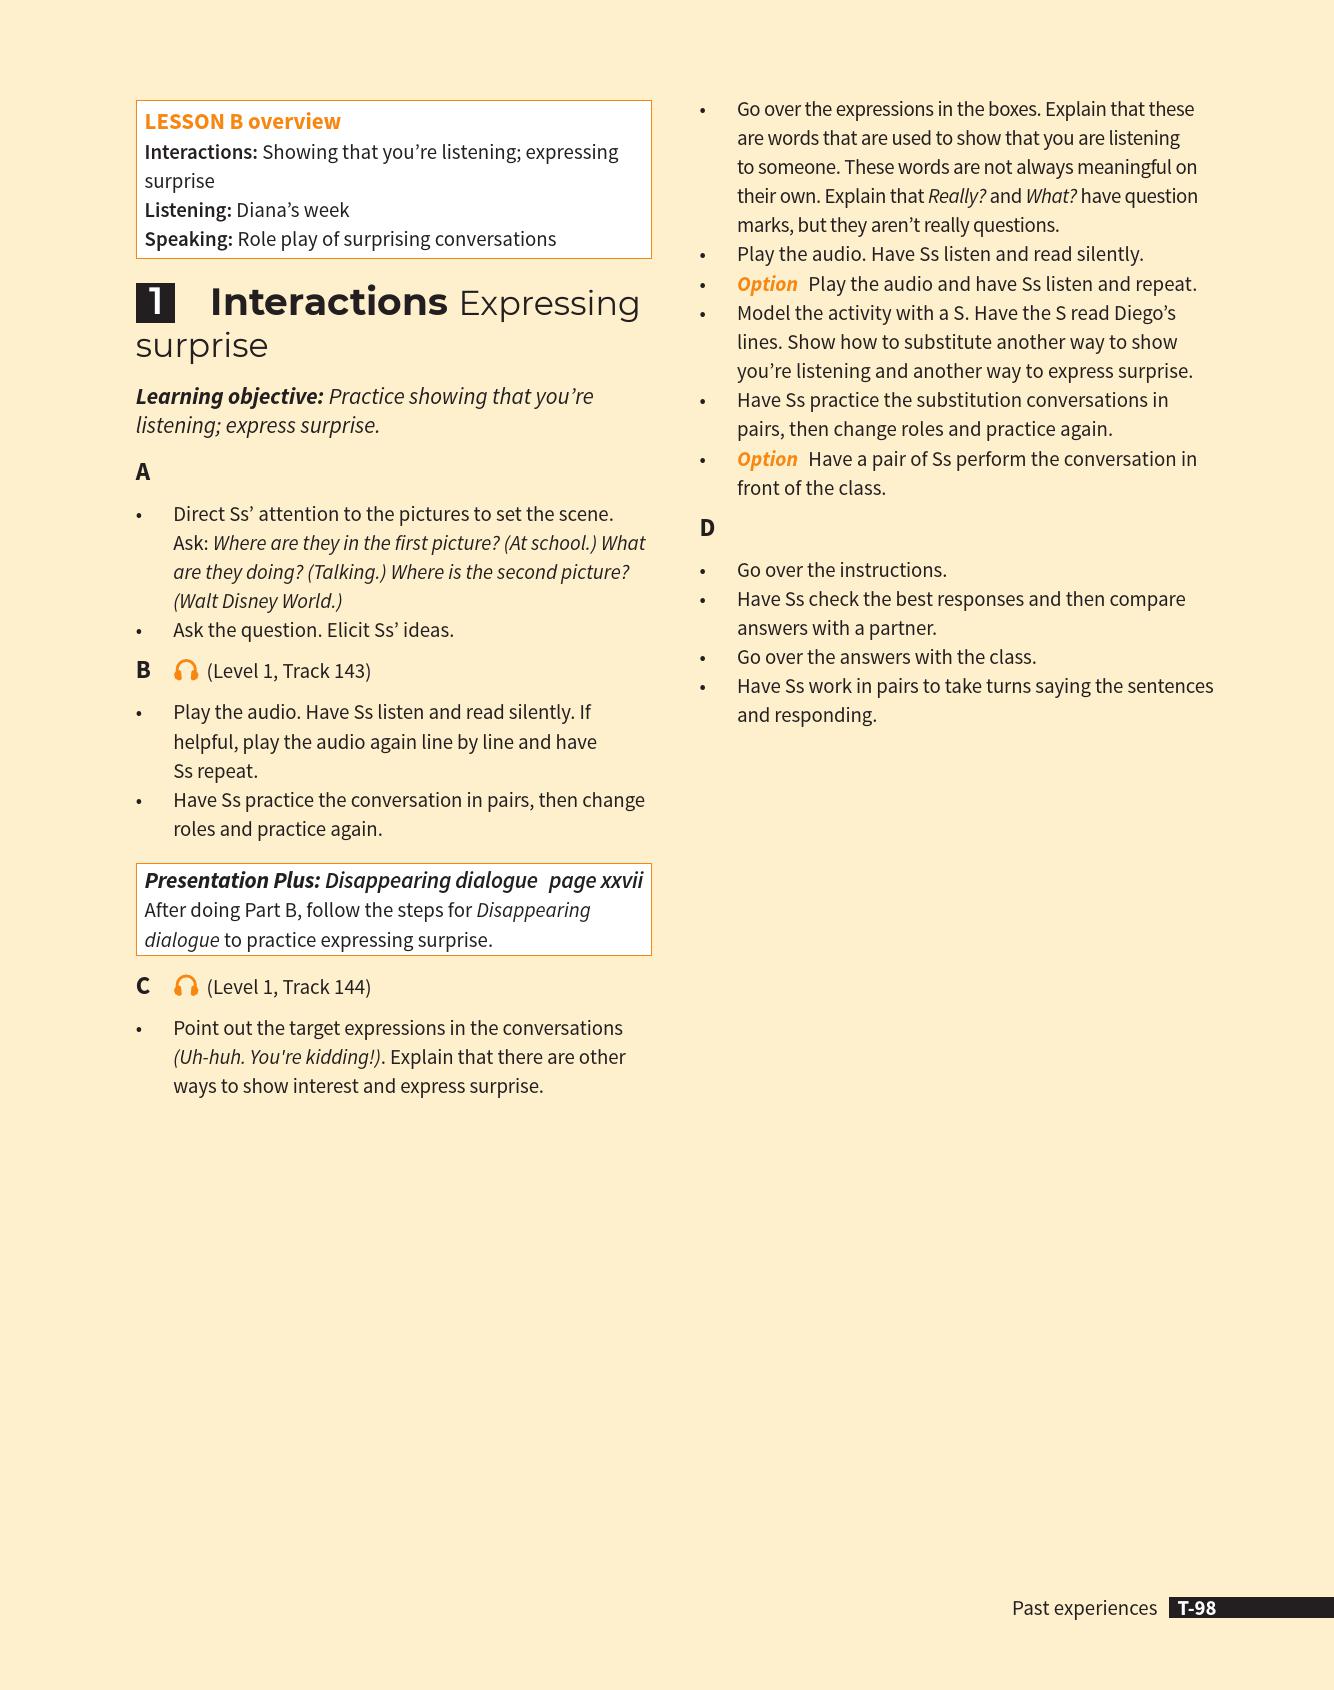 LESSON B overview
Interactions: Showing that you’re listening; expressing
surprise
Listening: Diana’s week
Speaking: Role play of surprising conversations
1 Interactions Expressing
surprise
Learning objective: Practice showing that you’re
listening; express surprise.
A
• Direct Ss’ attention to the pictures to set the scene.
Ask: Where are they in the first picture? (At school.) What
are they doing? (Talking.) Where is the second picture?
(Walt Disney World.)
• Ask the question. Elicit Ss’ ideas.
B (Level 1, Track 143)
• Play the audio. Have Ss listen and read silently. If
helpful, play the audio again line by line and have
Ss repeat.
• Have Ss practice the conversation in pairs, then change
roles and practice again.
Presentation Plus: Disappearing dialogue page xxvii
After doing Part B, follow the steps for Disappearing
dialogue to practice expressing surprise.
C (Level 1, Track 144)
• Point out the target expressions in the conversations
(Uh-huh. You're kidding!). Explain that there are other
ways to show interest and express surprise.
• Go over the expressions in the boxes. Explain that these
are words that are used to show that you are listening
to someone. These words are not always meaningful on
their own. Explain that Really? and What? have question
marks, but they aren’t really questions.
• Play the audio. Have Ss listen and read silently.
• Option Play the audio and have Ss listen and repeat.
• Model the activity with a S. Have the S read Diego’s
lines. Show how to substitute another way to show
you’re listening and another way to express surprise.
• Have Ss practice the substitution conversations in
pairs, then change roles and practice again.
• Option Have a pair of Ss perform the conversation in
front of the class.
D
• Go over the instructions.
• Have Ss check the best responses and then compare
answers with a partner.
• Go over the answers with the class.
• Have Ss work in pairs to take turns saying the sentences
and responding.
Past experiences T-98